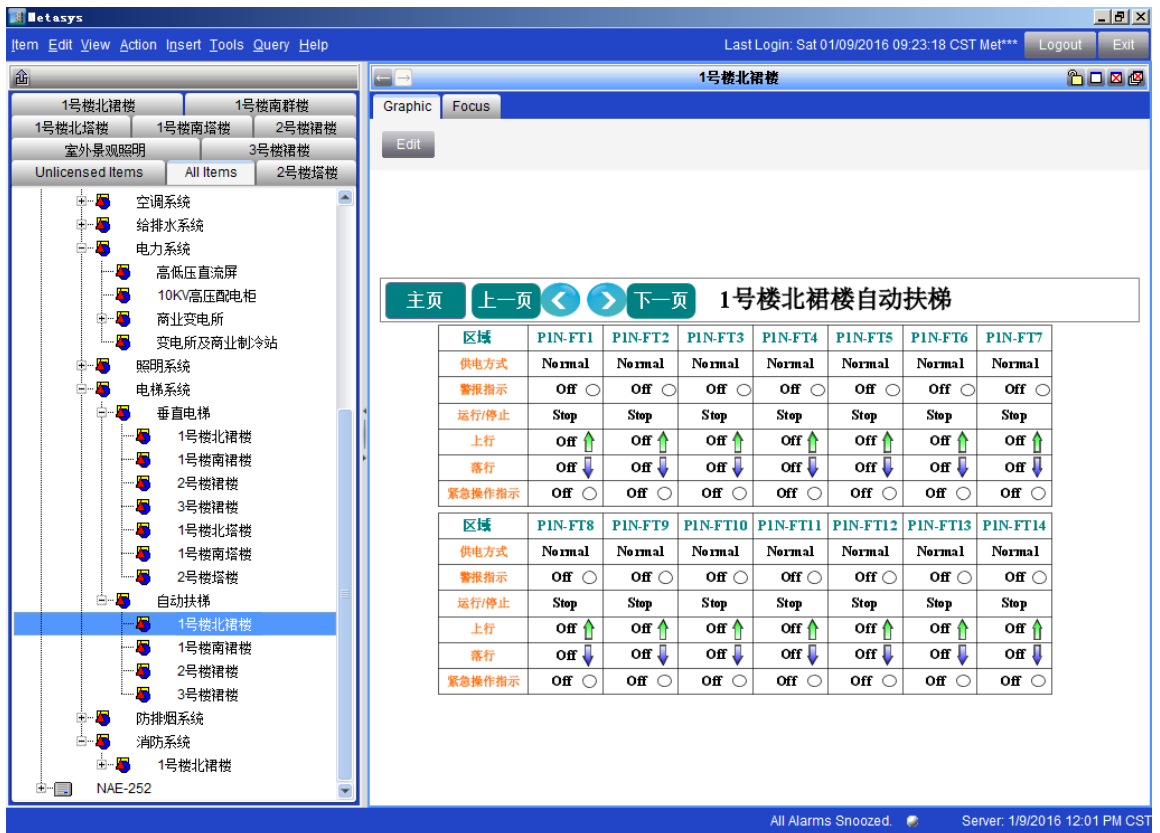 Metasys
Item Edit View Action Insert Tools Query Help
Last Login: Sat 01/09/2016 09:23:18 CST Met*** Logout Exit
1号楼北裙楼 1号楼南群楼
1号楼北塔楼 1号楼南塔楼 2号楼裙楼
室外景观照明 3号楼裙楼
Unlicensed Items All Items 2号楼塔楼
空调系统
给排水系统
电力系统
高低压直流屏
10KV高压配电柜
商业变电所
变电所及商业制冷站
照明系统
电梯系统
垂直电梯
1号楼北裙楼
1号楼南裙楼
2号楼裙楼
3号楼裙楼
1号楼北塔楼
1号楼南塔楼
2号楼塔楼
自动扶梯
1号楼北裙楼
1号楼南裙楼
2号楼裙楼
3号楼裙楼
防排烟系统
消防系统
1号楼北裙楼
NAE-252
1号楼北裙楼
Graphic Focus
Edit
主页 上一页 下一页 1号楼北裙楼自动扶梯
区域 P1N-FT1 P1N-FT2 P1N-FT3 P1N-FT4 P1N-FT5 P1N-FT6 P1N-FT7
供电方式 Normal Normal Normal Normal Normal Normal Normal
警报指示 Off Off Off Off Off Off Off
运行/停止 Stop Stop Stop Stop Stop Stop Stop
上行 Off Off Off Off Off Off Off
落行 Off Off Off Off Off Off Off
紧急操作指示 Off Off Off Off Off Off Off
区域 P1N-FT8 P1N-FT9 P1N-FT10 P1N-FT11 P1N-FT12 P1N-FT13 P1N-FT14
供电方式 Normal Normal Normal Normal Normal Normal Normal
警报指示 Off Off Off Off Off Off Off
运行/停止 Stop Stop Stop Stop Stop Stop Stop
上行 Off Off Off Off Off Off Off
落行 Off Off Off Off Off Off Off
紧急操作指示 Off Off Off Off Off Off Off
All Alarms Snoozed. Server: 1/9/2016 12:01 PM CST